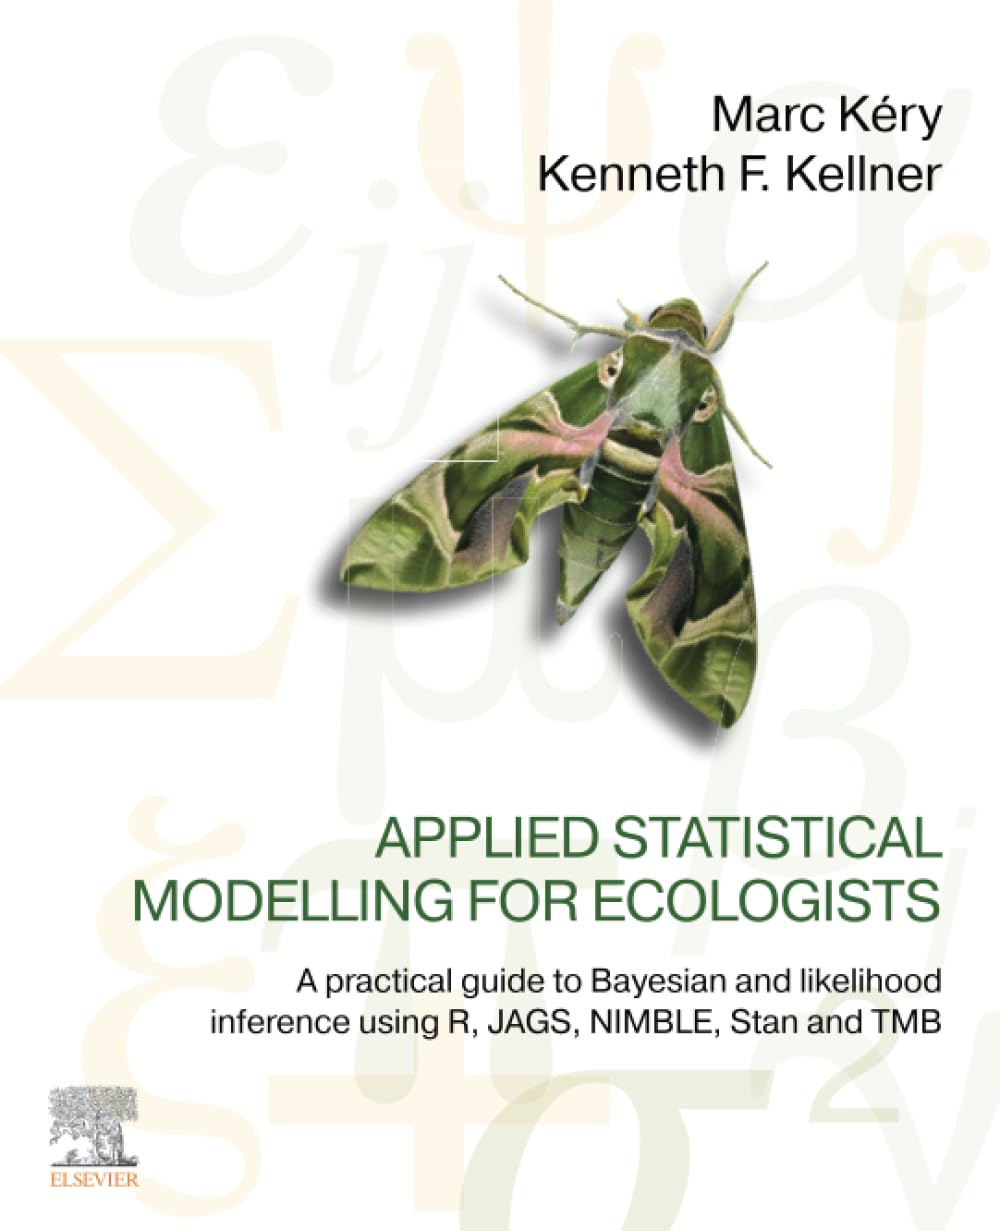 Marc Kéry
Kenneth F. Kellner
APPLIED STATISTICAL
MODELLING FOR ECOLOGISTS
A practical guide to Bayesian and likelihood
inference using R, JAGS, NIMBLE, Stan and TMB
ELSEVIER